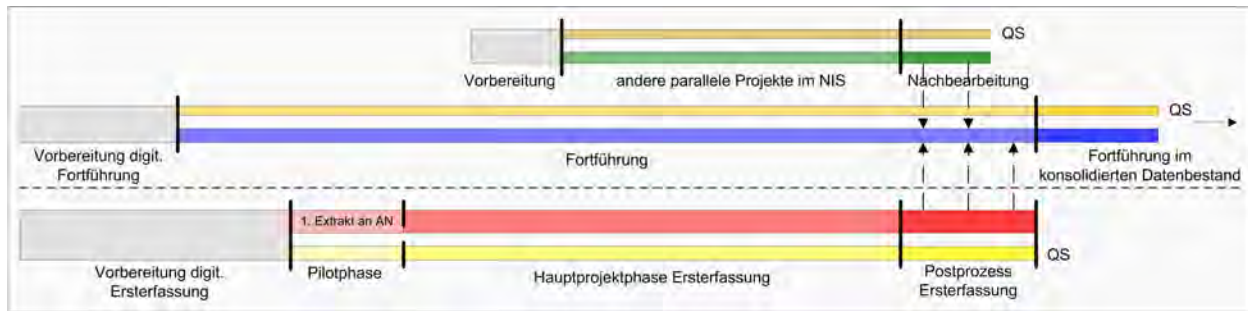 QS
Vorbereitung
andere parallele Projekte im NIS
Nachbearbeitung
QS
Vorbereitung digit.
Fortführung
Fortführung
Fortführung im
konsolidierten Datenbestand
1. Extrakt an AN
QS
Vorbereitung digit.
Ersterfassung
Pilotphase
Hauptprojektphase Ersterfassung
Postprozess
Ersterfassung